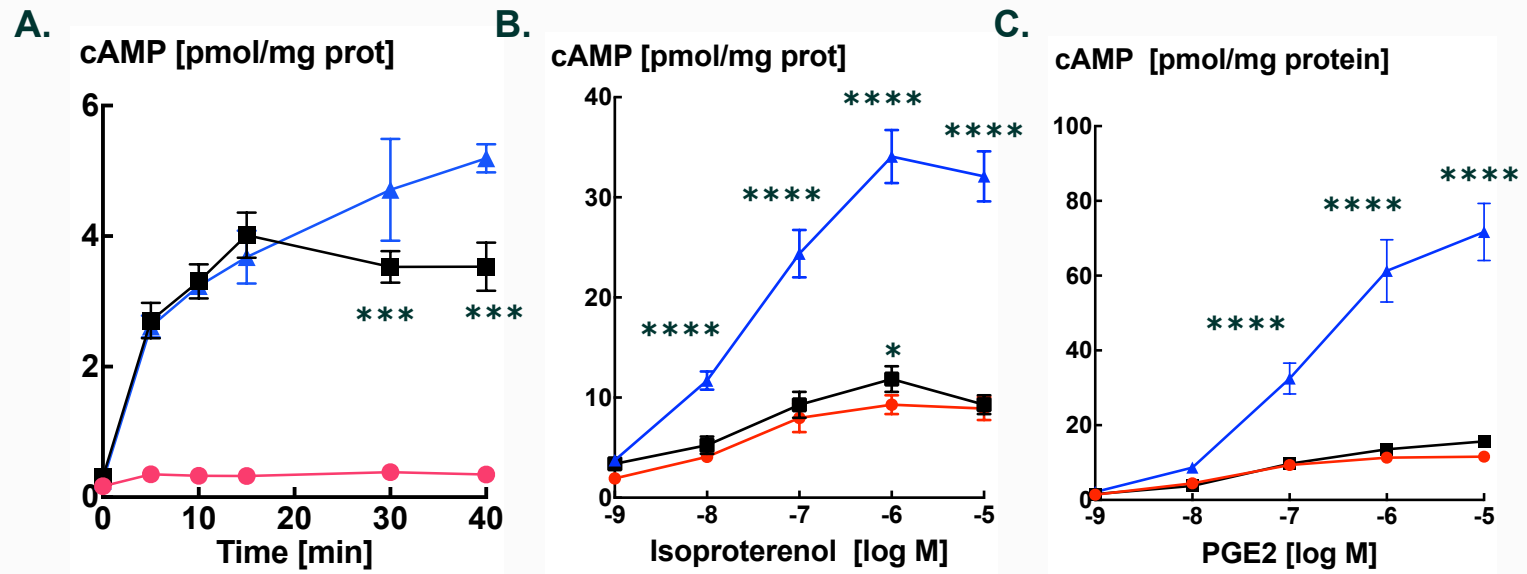 A.
cAMP [pmol/mg prot]
6
4
2
0
0 10 20 30 40
Time [min]
*** ***
B.
cAMP [pmol/mg prot]
40
30
20
10
0
-9 -8 -7 -6 -5
Isoproterenol [log M]
**** **** **** ****
*
C.
cAMP [pmol/mg protein]
100
80
60
40
20
0
-9 -8 -7 -6 -5
PGE2 [log M]
**** **** ****